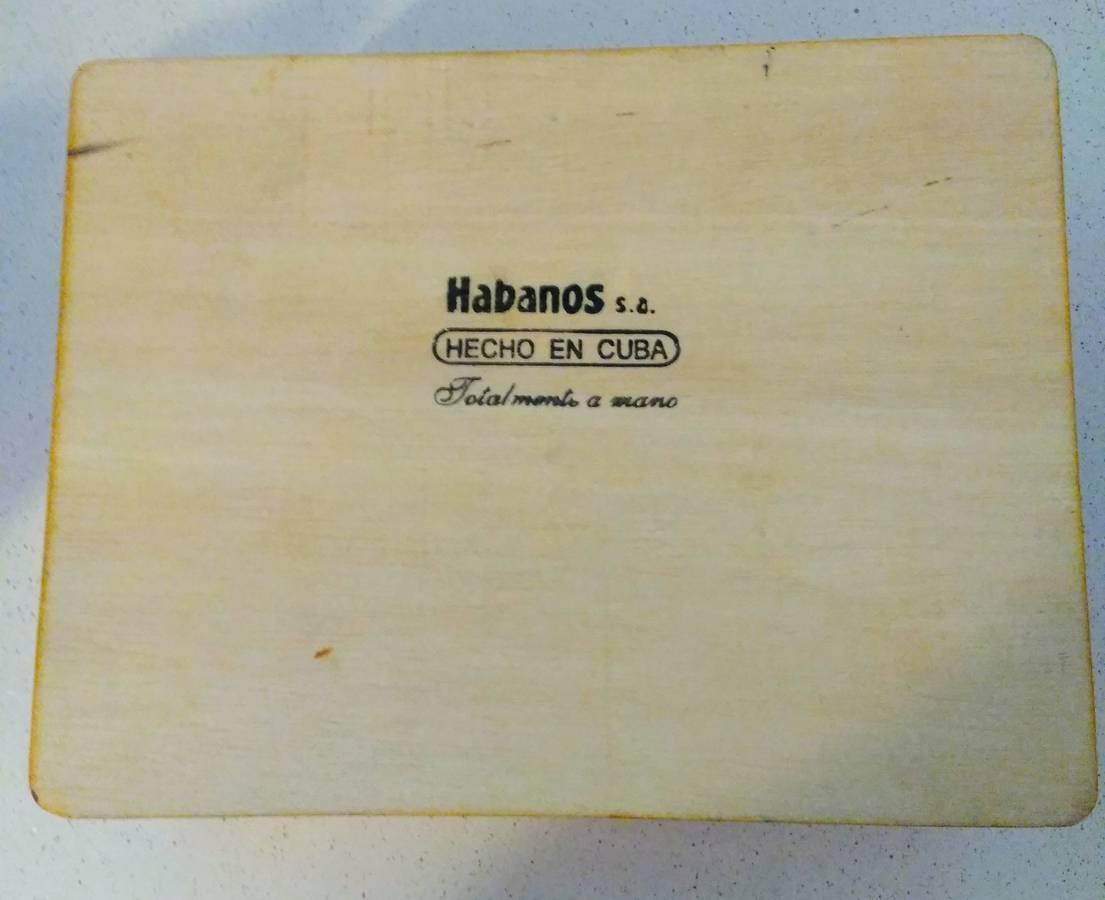 Habanos s.a.
HECHO EN CUBA
Totalmente a mano